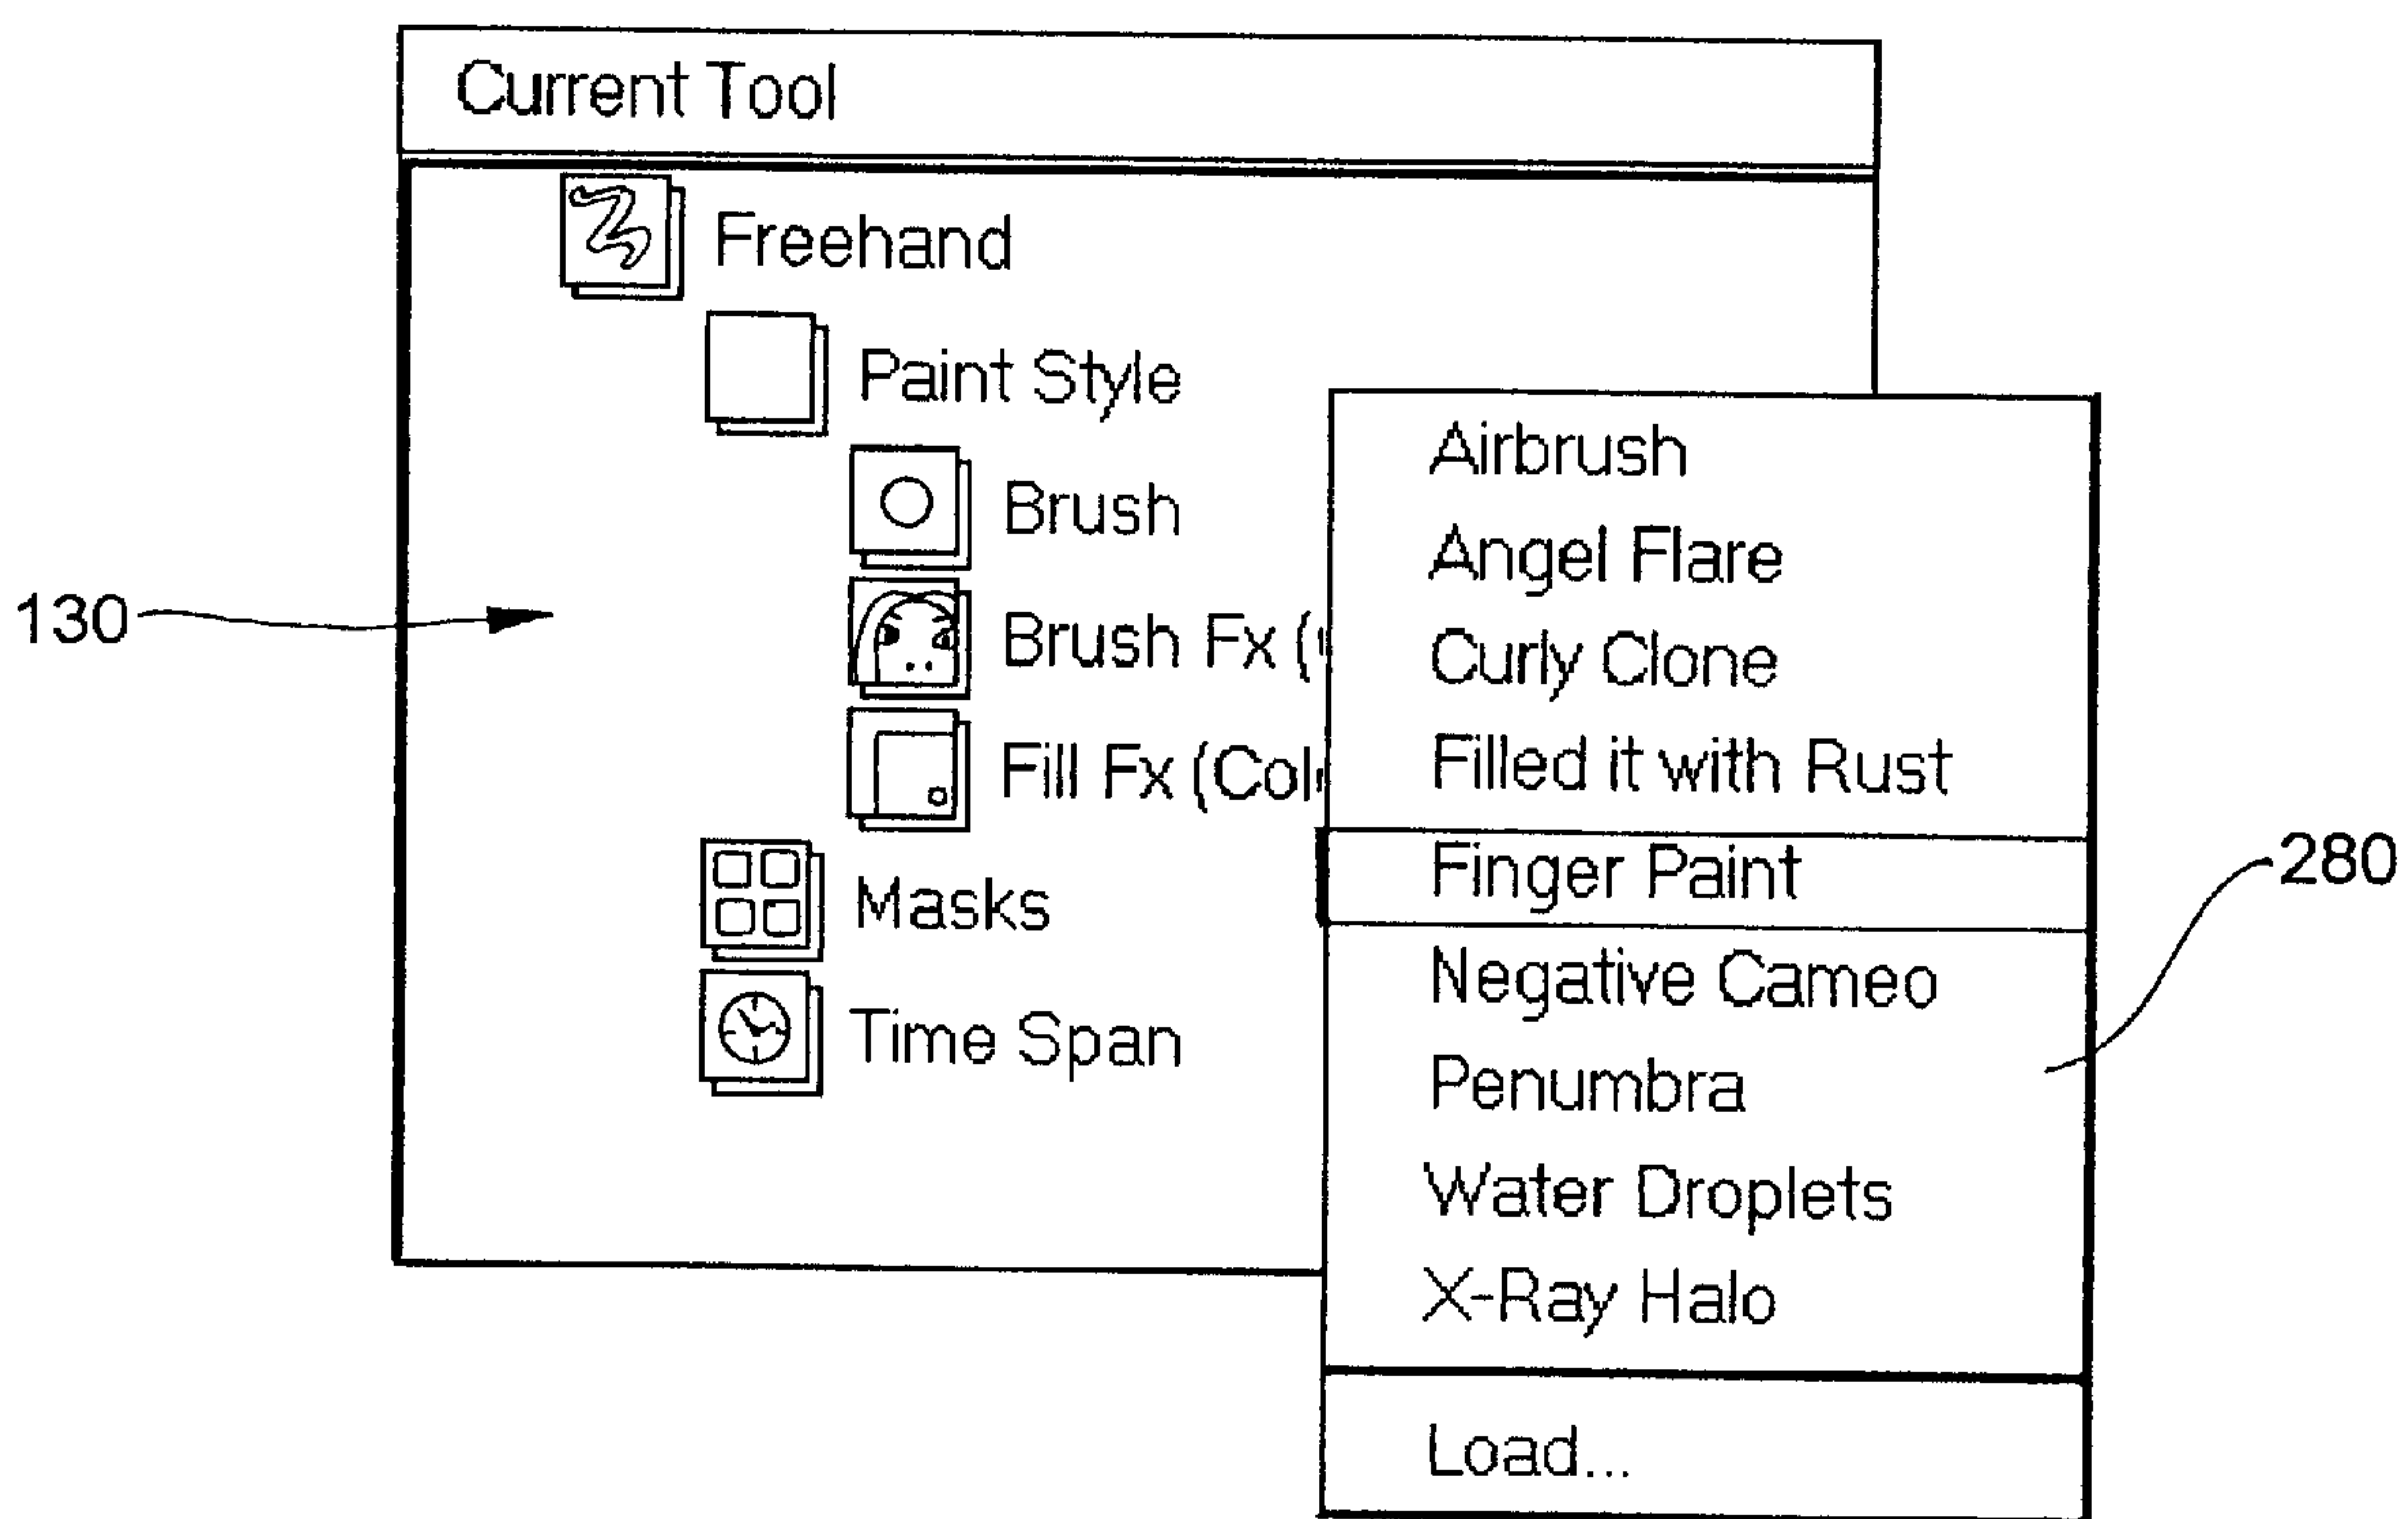 Current Tool
Freehand
Paint Style
Brush
Brush Fx (
Fill Fx (Col
Masks
Time Span
Airbrush
Angel Flare
Curly Clone
Filled it with Rust
Finger Paint
Negative Cameo
Penumbra
Water Droplets
X-Ray Halo
Load...
130
280